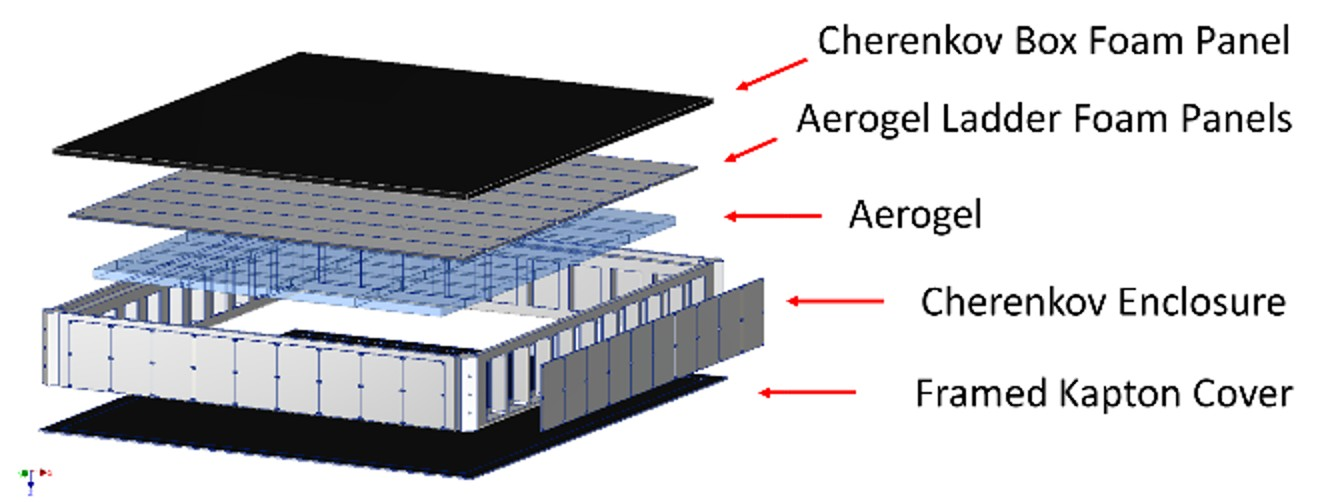 Cherenkov Box Foam Panel
Aerogel Ladder Foam Panels
Aerogel
Cherenkov Enclosure
Framed Kapton Cover